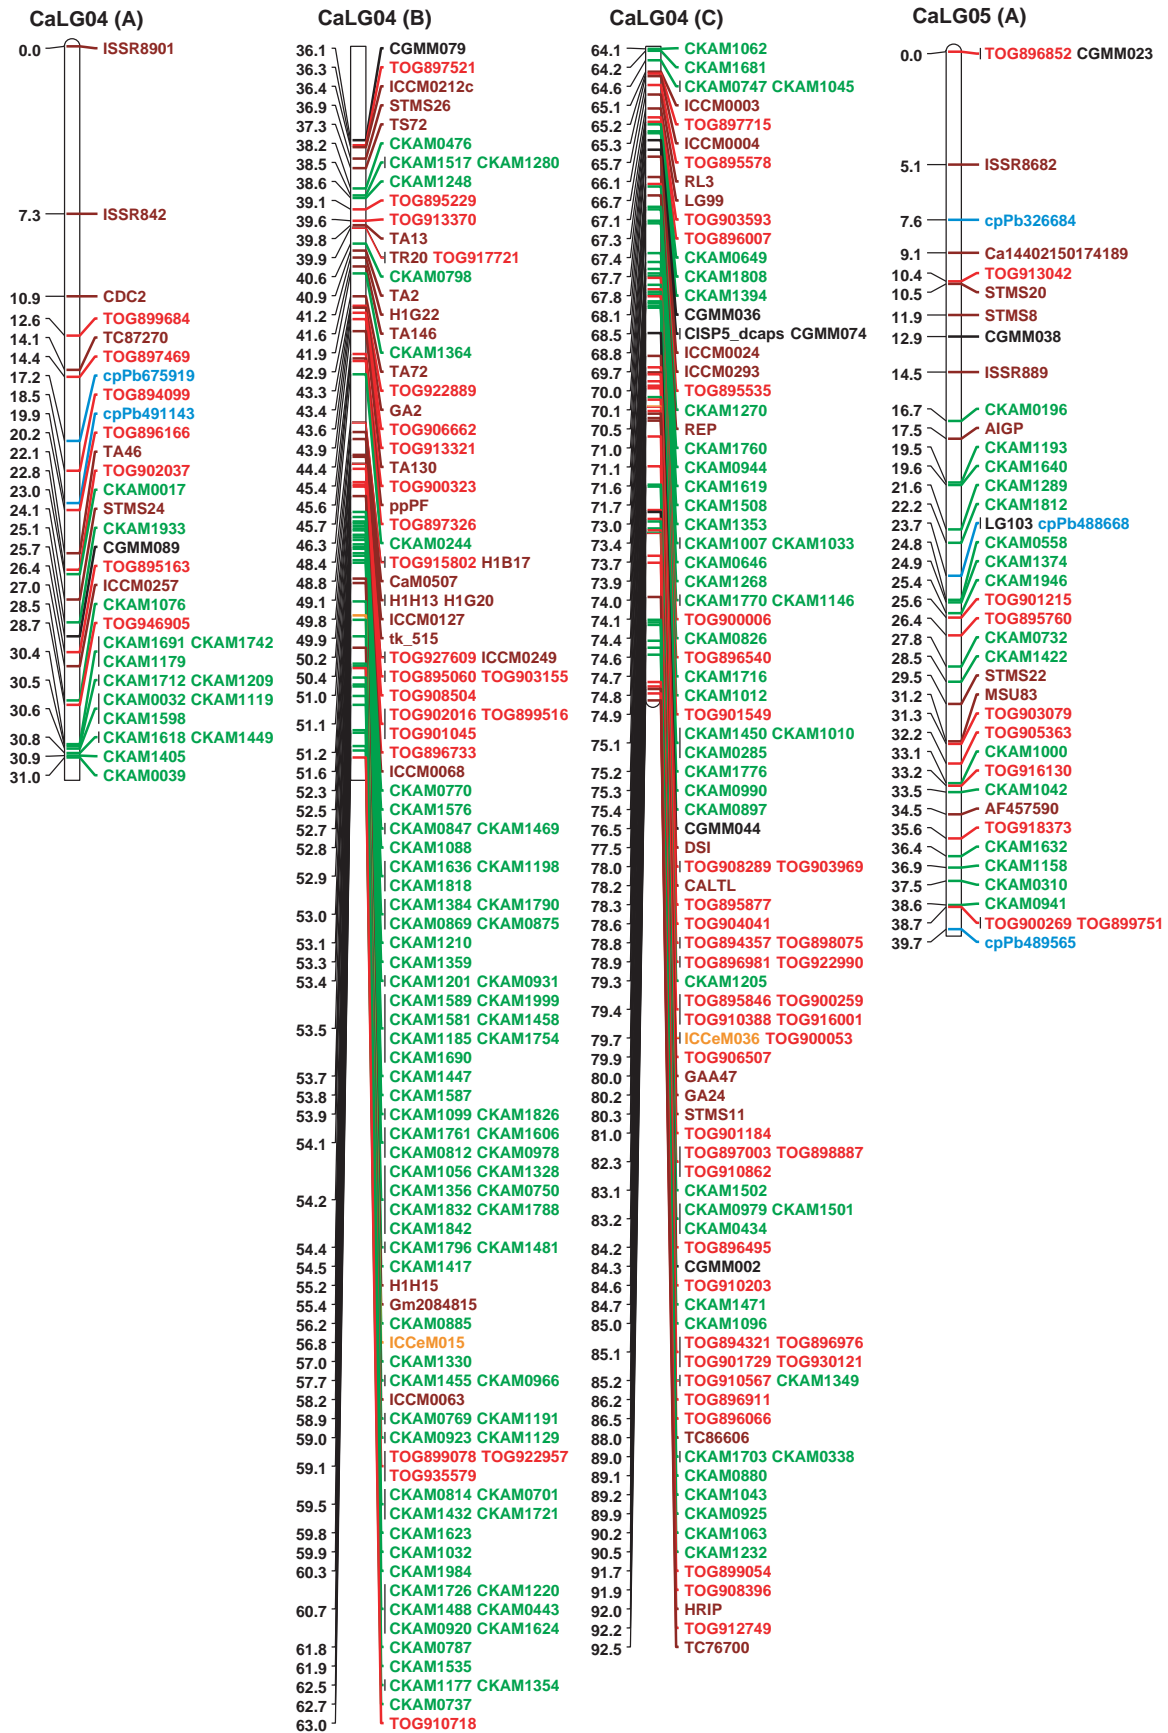 CaLG04 (A)
0.0 ISSR8901
7.3 ISSR842
10.9 CDC2
12.6 TOG899684
14.1 TC87270
14.4 TOG897469
17.2 cpPb675919
18.5 TOG894099
19.9 cpPb491143
20.2 TOG896166
22.1 TA46
22.8 TOG902037
23.0 CKAM0017
24.1 STMS24
25.1 CKAM1933
25.7 CGMM089
26.4 TOG895163
27.0 ICCM0257
28.5 CKAM1076
28.7 TOG946905
30.4 CKAM1691 CKAM1742
CKAM1179
30.5 CKAM1712 CKAM1209
30.6 CKAM0032 CKAM1119
CKAM1598
30.8 CKAM1618 CKAM1449
30.9 CKAM1405
31.0 CKAM0039
CaLG04 (B)
36.1 CGMM079
36.3 TOG897521
36.4 ICCM0212c
36.9 STMS26
37.3 TS72
38.2 CKAM0476
38.5 CKAM1517 CKAM1280
38.6 CKAM1248
39.1 TOG895229
39.6 TOG913370
39.8 TA13
39.9 TR20 TOG917721
40.6 CKAM0798
40.9 TA2
41.2 H1G22
41.6 TA146
41.9 CKAM1364
42.9 TA72
43.3 TOG922889
43.4 GA2
43.6 TOG906662
43.9 TOG913321
44.4 TA130
45.4 TOG900323
45.6 ppPF
45.7 TOG897326
46.3 CKAM0244
48.4 TOG915802 H1B17
48.8 CaM0507
49.1 H1H13 H1G20
49.8 ICCM0127
49.9 tk_515
50.2 TOG927609 ICCM0249
50.4 TOG895060 TOG903155
51.0 TOG908504
51.1 TOG902016 TOG899516
TOG901045
51.2 TOG896733
51.6 ICCM0068
52.3 CKAM0770
52.5 CKAM1576
52.7 CKAM0847 CKAM1469
52.8 CKAM1088
52.9 CKAM1636 CKAM1198
CKAM1818
53.0 CKAM1384 CKAM1790
CKAM0869 CKAM0875
53.1 CKAM1210
53.3 CKAM1359
53.4 CKAM1201 CKAM0931
53.5 CKAM1589 CKAM1999
CKAM1581 CKAM1458
CKAM1185 CKAM1754
CKAM1690
53.7 CKAM1447
53.8 CKAM1587
53.9 CKAM1099 CKAM1826
54.1 CKAM1761 CKAM1606
CKAM0812 CKAM0978
54.2 CKAM1056 CKAM1328
CKAM1356 CKAM0750
CKAM1832 CKAM1788
CKAM1842
54.4 CKAM1796 CKAM1481
54.5 CKAM1417
55.2 H1H15
55.4 Gm2084815
56.2 CKAM0885
56.8 ICCeM015
57.0 CKAM1330
57.7 CKAM1455 CKAM0966
58.2 ICCM0063
58.9 CKAM0769 CKAM1191
59.0 CKAM0923 CKAM1129
59.1 TOG899078 TOG922957
TOG935579
59.5 CKAM0814 CKAM0701
CKAM1432 CKAM1721
59.8 CKAM1623
59.9 CKAM1032
60.3 CKAM1984
60.7 CKAM1726 CKAM1220
CKAM1488 CKAM0443
CKAM0920 CKAM1624
61.8 CKAM0787
61.9 CKAM1535
62.5 CKAM1177 CKAM1354
62.7 CKAM0737
63.0 TOG910718
CaLG04 (C)
64.1 CKAM1062
64.2 CKAM1681
64.6 CKAM0747 CKAM1045
65.1 ICCM0003
65.2 TOG897715
65.3 ICCM0004
65.7 TOG895578
66.1 RL3
66.7 LG99
67.1 TOG903593
67.3 TOG896007
67.4 CKAM0649
67.7 CKAM1808
67.8 CKAM1394
68.1 CGMM036
68.5 CISP5_dcaps CGMM074
68.8 ICCM0024
69.7 ICCM0293
70.0 TOG895535
70.1 CKAM1270
70.5 REP
71.0 CKAM1760
71.1 CKAM0944
71.6 CKAM1619
71.7 CKAM1508
73.0 CKAM1353
73.4 CKAM1007 CKAM1033
73.7 CKAM0646
73.9 CKAM1268
74.0 CKAM1770 CKAM1146
74.1 TOG900006
74.4 CKAM0826
74.6 TOG896540
74.7 CKAM1716
74.8 CKAM1012
74.9 TOG901549
75.1 CKAM1450 CKAM1010
CKAM0285
75.2 CKAM1776
75.3 CKAM0990
75.4 CKAM0897
76.5 CGMM044
77.5 DSI
78.0 TOG908289 TOG903969
78.2 CALTL
78.3 TOG895877
78.6 TOG904041
78.8 TOG894357 TOG898075
78.9 TOG896981 TOG922990
79.3 CKAM1205
79.4 TOG895846 TOG900259
TOG910388 TOG916001
79.7 ICCeM036 TOG900053
79.9 TOG906507
80.0 GAA47
80.2 GA24
80.3 STMS11
81.0 TOG901184
82.3 TOG897003 TOG898887
TOG910862
83.1 CKAM1502
83.2 CKAM0979 CKAM1501
CKAM0434
84.2 TOG896495
84.3 CGMM002
84.6 TOG910203
84.7 CKAM1471
85.0 CKAM1096
85.1 TOG894321 TOG896976
TOG901729 TOG930121
85.2 TOG910567 CKAM1349
86.2 TOG896911
86.5 TOG896066
88.0 TC86606
89.0 CKAM1703 CKAM0338
89.1 CKAM0880
89.2 CKAM1043
89.9 CKAM0925
90.2 CKAM1063
90.5 CKAM1232
91.7 TOG899054
91.9 TOG908396
92.0 HRIP
92.2 TOG912749
92.5 TC76700
CaLG05 (A)
0.0 TOG896852 CGMM023
5.1 ISSR8682
7.6 cpPb326684
9.1 Ca14402150174189
10.4 TOG913042
10.5 STMS20
11.9 STMS8
12.9 CGMM038
14.5 ISSR889
16.7 CKAM0196
17.5 AIGP
19.5 CKAM1193
19.6 CKAM1640
21.6 CKAM1289
22.2 CKAM1812
23.7 LG103 cpPb488668
24.8 CKAM0558
24.9 CKAM1374
25.4 CKAM1946
25.6 TOG901215
26.4 TOG895760
27.8 CKAM0732
28.5 CKAM1422
29.5 STMS22
31.2 MSU83
31.3 TOG903079
32.2 TOG905363
33.1 CKAM1000
33.2 TOG916130
33.5 CKAM1042
34.5 AF457590
35.6 TOG918373
36.4 CKAM1632
36.9 CKAM1158
37.5 CKAM0310
38.6 CKAM0941
38.7 TOG900269 TOG899751
39.7 cpPb489565